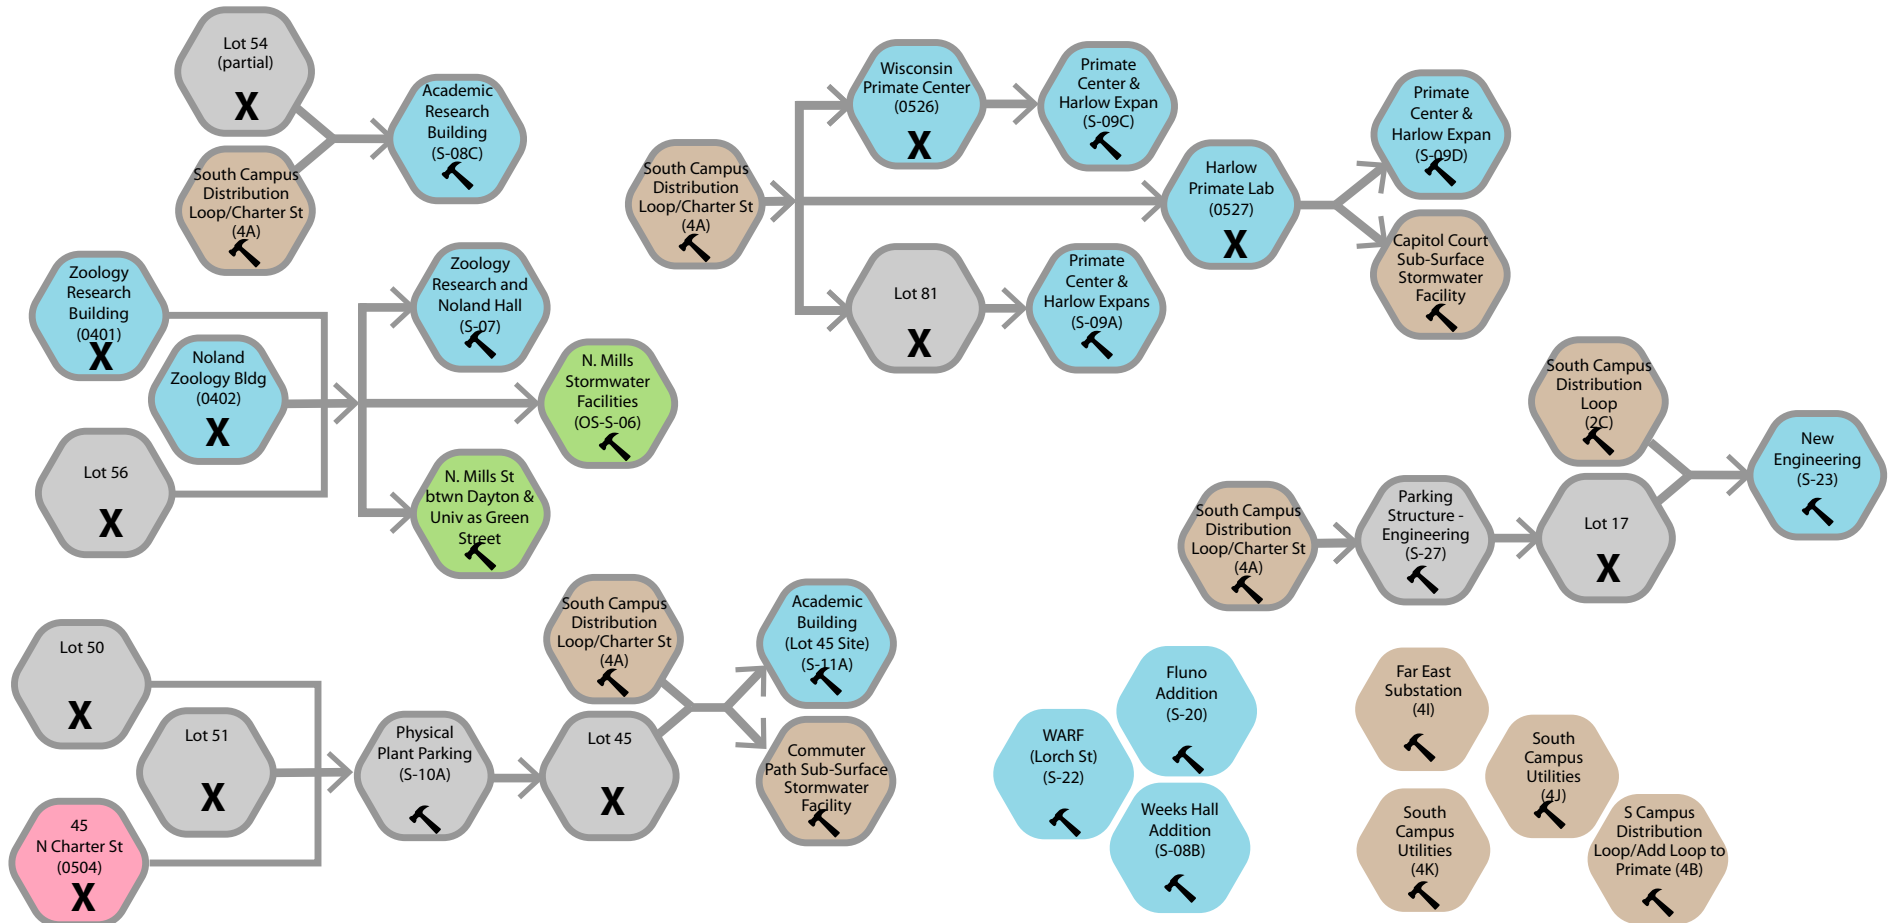 Lot 54
(partial)
X
Academic
Research
Building
(S-08C)
South Campus
Distribution
Loop/Charter St
(4A)
Wisconsin
Primate Center
(0526)
X
Primate
Center &
Harlow Expan
(S-09C)
South Campus
Distribution
Loop/Charter St
(4A)
Harlow
Primate Lab
(0527)
X
Primate
Center &
Harlow Expan
(S-09D)
Capitol Court
Sub-Surface
Stormwater
Facility
Lot 81
X
Primate
Center &
Harlow Expans
(S-09A)
Zoology
Research
Building
(0401)
X
Noland
Zoology Bldg
(0402)
X
Lot 56
X
Zoology
Research and
Noland Hall
(S-07)
N. Mills
Stormwater
Facilities
(OS-S-06)
N. Mills St
btwn Dayton &
Univ as Green
Street
South Campus
Distribution
Loop
(2C)
New
Engineering
(S-23)
South Campus
Distribution
Loop/Charter St
(4A)
Parking
Structure -
Engineering
(S-27)
Lot 17
X
Lot 50
X
Lot 51
X
45
N Charter St
(0504)
X
Physical
Plant Parking
(S-10A)
South Campus
Distribution
Loop/Charter St
(4A)
Lot 45
X
Academic
Building
(Lot 45 Site)
(S-11A)
Commuter
Path Sub-Surface
Stormwater
Facility
Fluno
Addition
(S-20)
WARF
(Lorch St)
(S-22)
Weeks Hall
Addition
(S-08B)
Far East
Substation
(4I)
South
Campus
Utilities
(4J)
South
Campus
Utilities
(4K)
S Campus
Distribution
Loop/Add Loop to
Primate (4B)